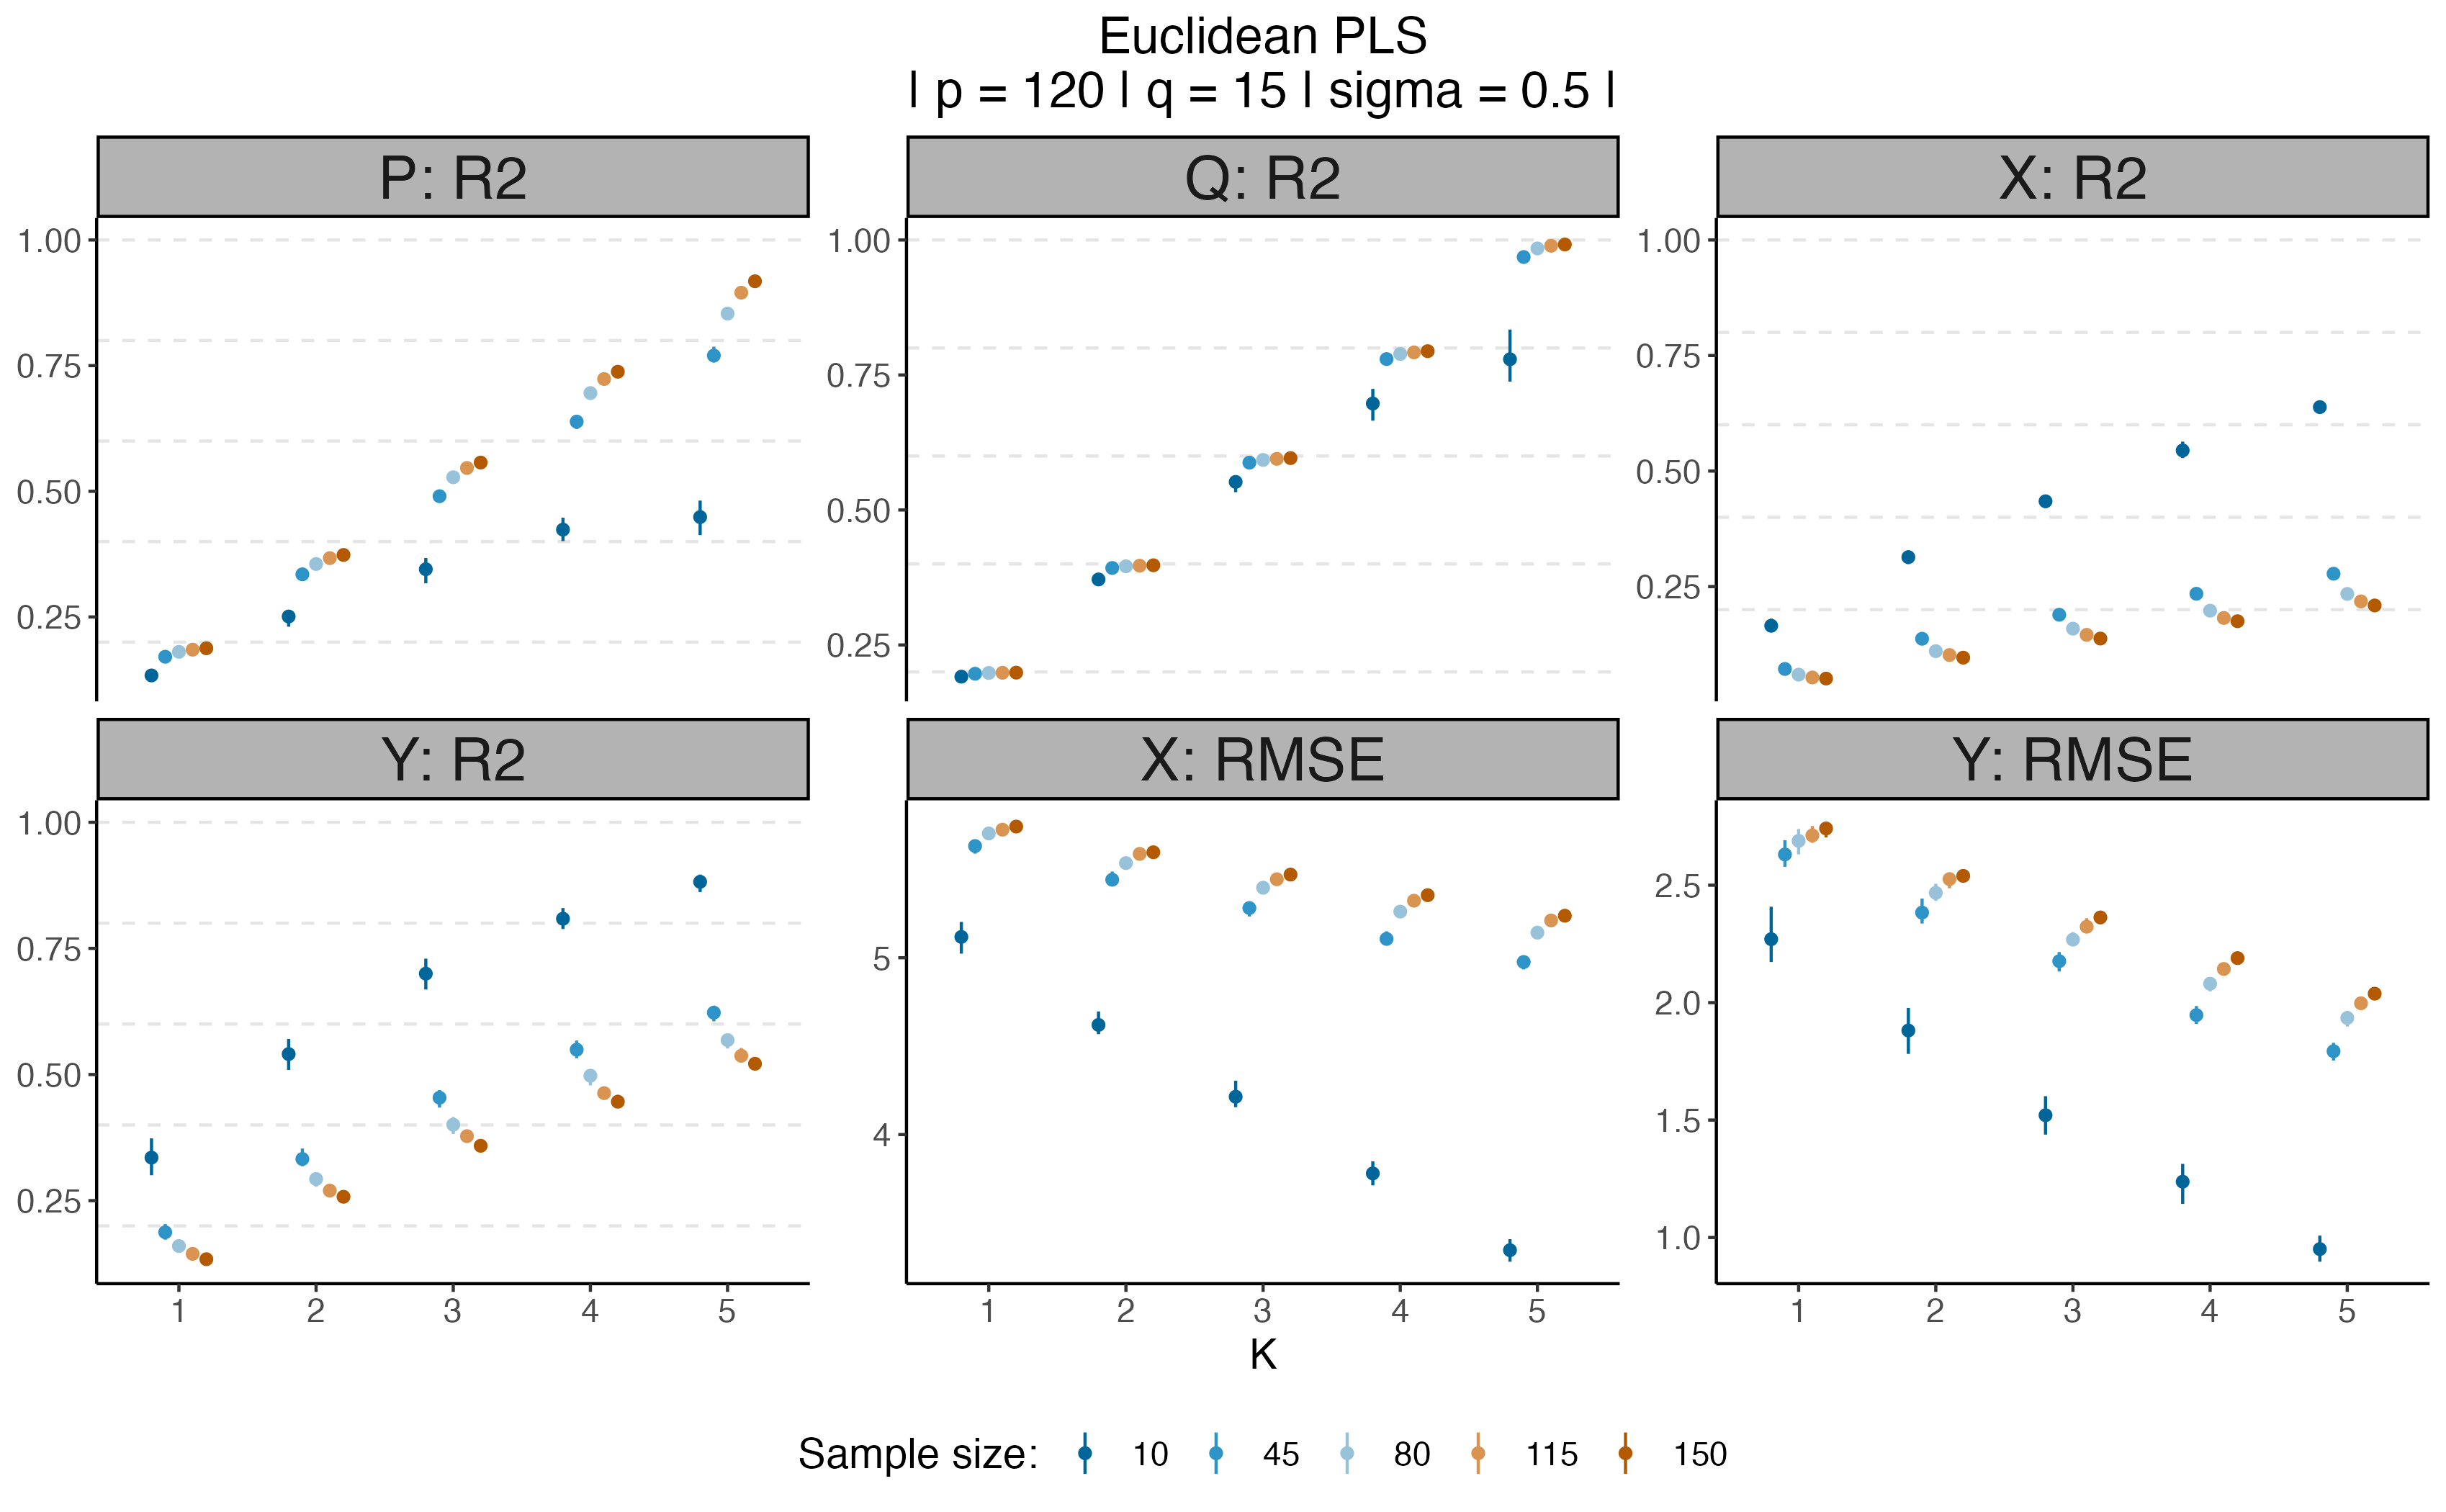 Euclidean PLS
| p = 120 | q = 15 | sigma = 0.5 |
P: R2
Q: R2
X: R2
1.00
0.75
0.50
0.25
1.00
0.75
0.50
0.25
1.00
0.75
0.50
0.25
Y: R2
X: RMSE
Y: RMSE
1.00
0.75
0.50
0.25
5
4
2.5
2.0
1.5
1.0
1 2 3 4 5
1 2 3 4 5
1 2 3 4 5
K
Sample size: 10 45 80 115 150